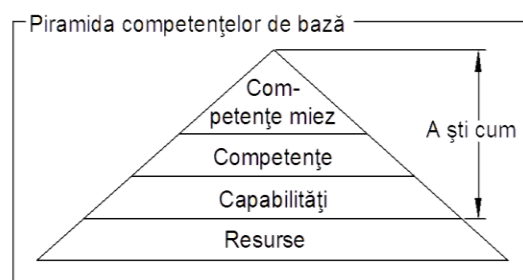 Piramida competenţelor de bază
Com-
petenţe miez
A şti cum
Competenţe
Capabilităţi
Resurse